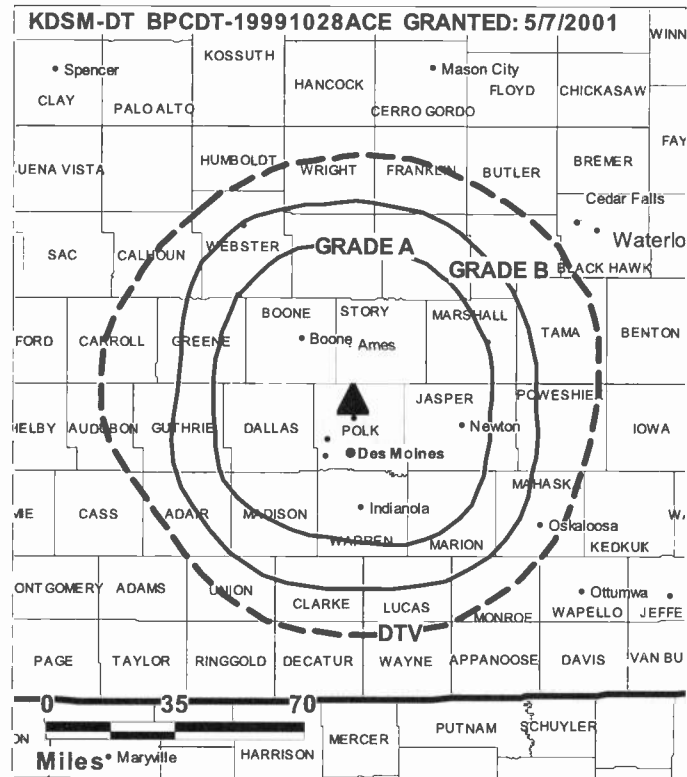 KDSM-DT BPCDT-19991028ACE GRANTED: 5/7/2001
WINN
KOSSUTH
Spencer
Mason City
HANCOCK
FLOYD
CHICKASAW
CLAY
PALO ALTO
CERRO GORDO
FAY
UENA VISTA
HUMBOLDT
WRIGHT
FRANKLIN
BUTLER
BREMER
Cedar Falls
Waterlo
WEBSTER
GRADE A
SAC
CALHOUN
GRADE B
BLACK HAWK
BOONE
STORY
MARSHALL
TAMA
BENTON
FORD
CARROLL
GREENE
Boone
Ames
JASPER
POWESHIE
HELBY
AUDUBON
GUTHRIE
DALLAS
POLK
Newton
IOWA
Des Moines
MAHASKA
MIE
CASS
ADAIR
MADISON
Indianola
WA
Oskaloosa
WARREN
MARION
KEDKUK
ONTGOMERY
ADAMS
UNION
CLARKE
LUCAS
Ottumwa
MONROE
WAPELLO
JEFFE
DTV
PAGE
TAYLOR
RINGGOLD
DECATUR
WAYNE
APPANOOSE
DAVIS
VAN BU
0 35 70
PUTNAM
SCHUYLER
ON
MERCER
Miles
Maryville
HARRISON